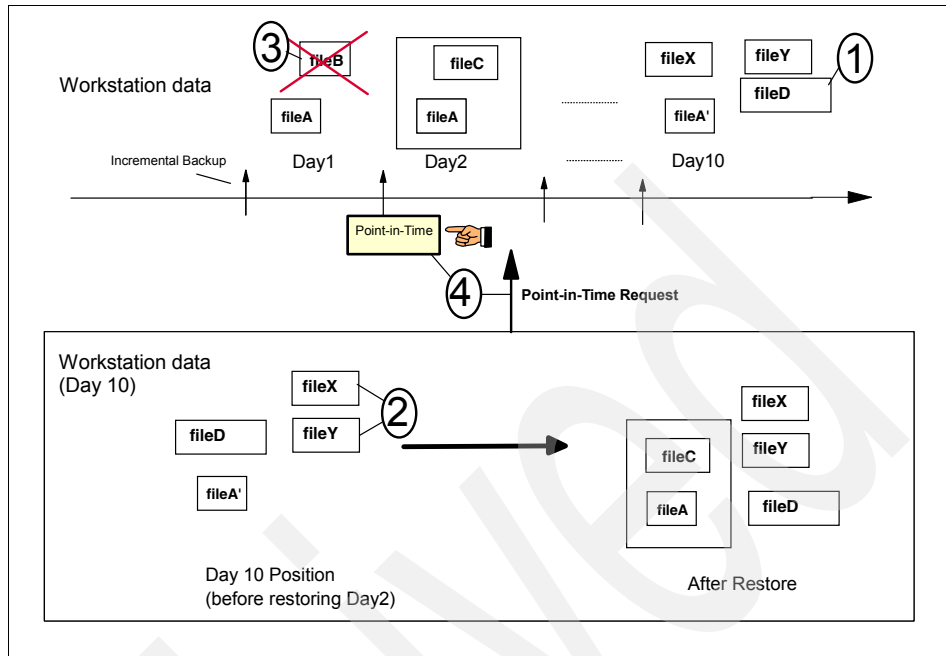 3
fileB
fileC
fileX
fileY
1
Workstation data
fileD
fileA
fileA
fileA'
Incremental Backup
Day1
Day2
Day10
Point-in-Time
4
Point-in-Time Request
Workstation data
(Day 10)
fileX
2
fileD
fileY
fileA'
Day 10 Position
(before restoring Day2)
fileX
fileC
fileY
fileA
fileD
After Restore